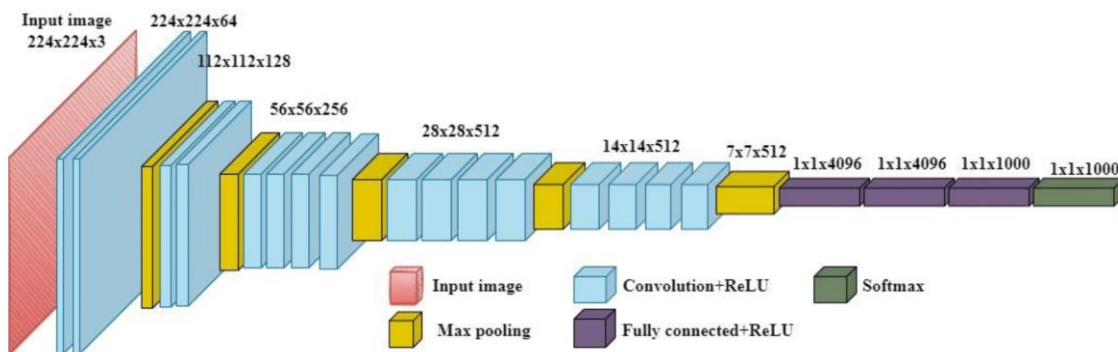 Input image
224x224x3
224x224x64
112x112x128
56x56x256
28x28x512
14x14x512
7x7x512
1x1x4096
1x1x4096
1x1x1000
1x1x1000
Input image
Convolution+ReLU
Softmax
Max pooling
Fully connected+ReLU